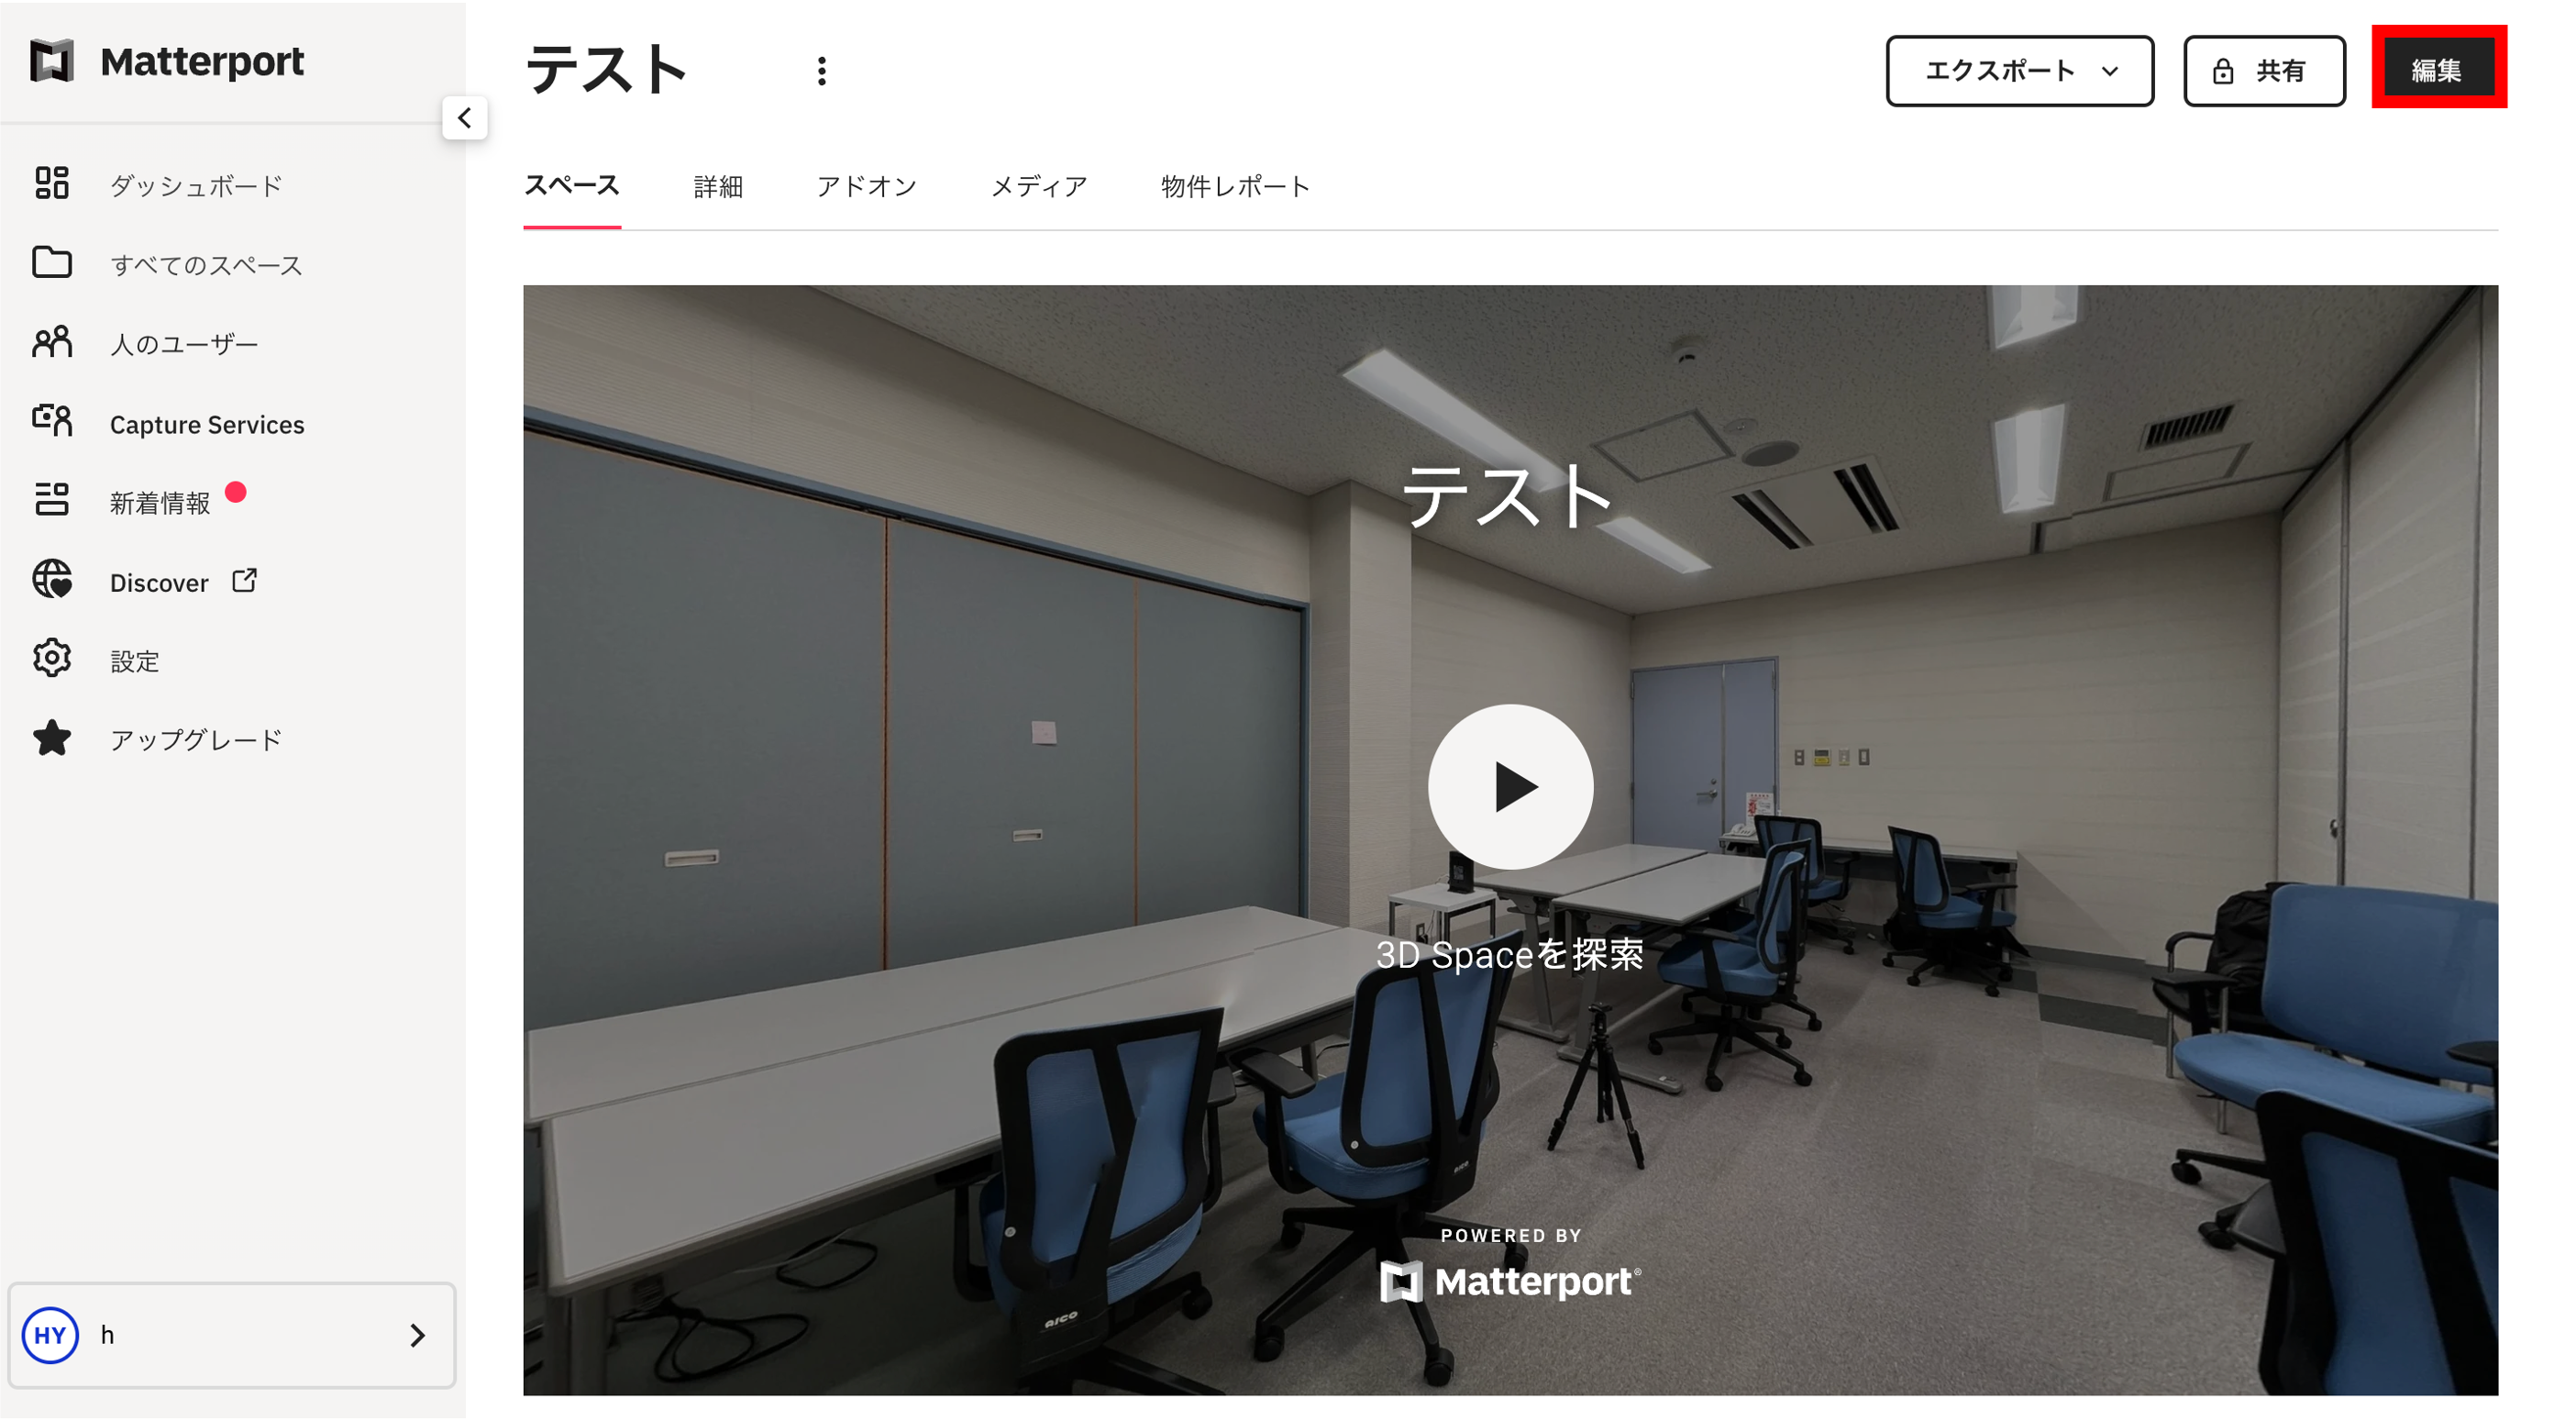 Matterport
テスト
エクスポート
共有
編集
ダッシュボード
すべてのスペース
人のユーザー
Capture Services
新着情報
Discover
設定
アップグレード
HY
h
スペース
詳細
アドオン
メディア
物件レポート
テスト
3D Spaceを探索
POWERED BY
Matterport®
AICO
AICO